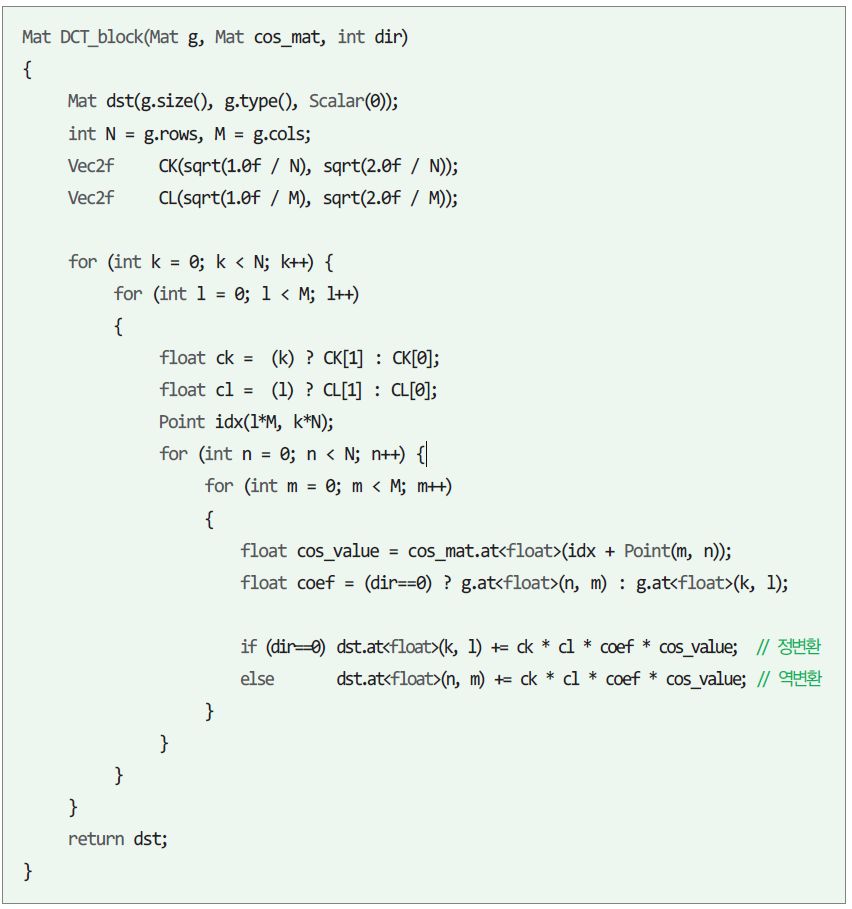 Mat DCT_block(Mat g, Mat cos_mat, int dir)
{
Mat dst(g.size(), g.type(), Scalar(0));
int N = g.rows, M = g.cols;
Vec2f CK(sqrt(1.0f / N), sqrt(2.0f / N));
Vec2f CL(sqrt(1.0f / M), sqrt(2.0f / M));
for (int k = 0; k < N; k++) {
for (int l = 0; l < M; l++)
{
float ck = (k) ? CK[1] : CK[0];
float cl = (l) ? CL[1] : CL[0];
Point idx(l*M, k*N);
for (int n = 0; n < N; n++) {
for (int m = 0; m < M; m++)
{
float cos_value = cos_mat.at<float>(idx + Point(m, n));
float coef = (dir==0) ? g.at<float>(n, m) : g.at<float>(k, l);
if (dir==0) dst.at<float>(k, l) += ck * cl * coef * cos_value; // 정변환
else dst.at<float>(n, m) += ck * cl * coef * cos_value; // 역변환
}
}
}
}
return dst;
}